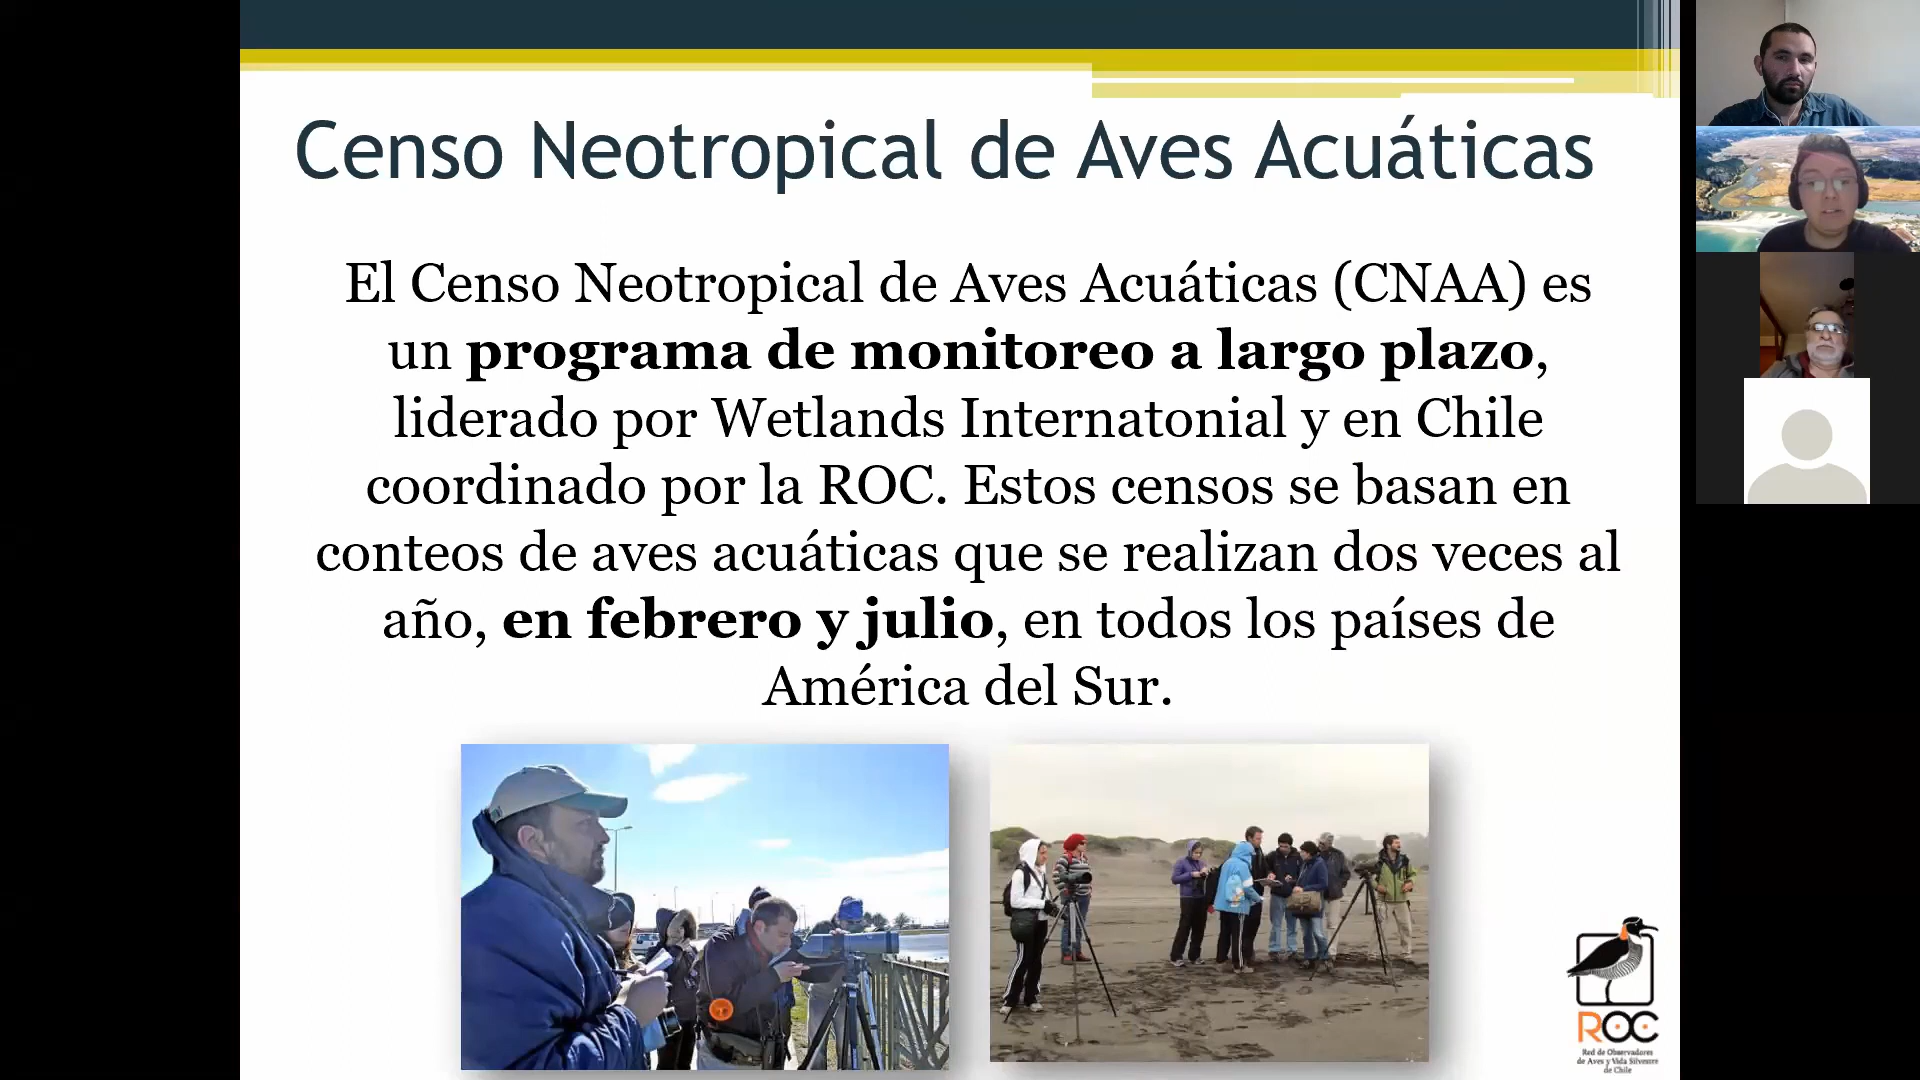 Censo Neotropical de Aves Acuáticas
El Censo Neotropical de Aves Acuáticas (CNAA) es
un programa de monitoreo a largo plazo,
liderado por Wetlands Internatonial y en Chile
coordinado por la ROC. Estos censos se basan en
conteos de aves acuáticas que se realizan dos veces al
año, en febrero y julio, en todos los países de
América del Sur.
ROC
Red de Observadores
de Aves y Vida Silvestre
de Chile